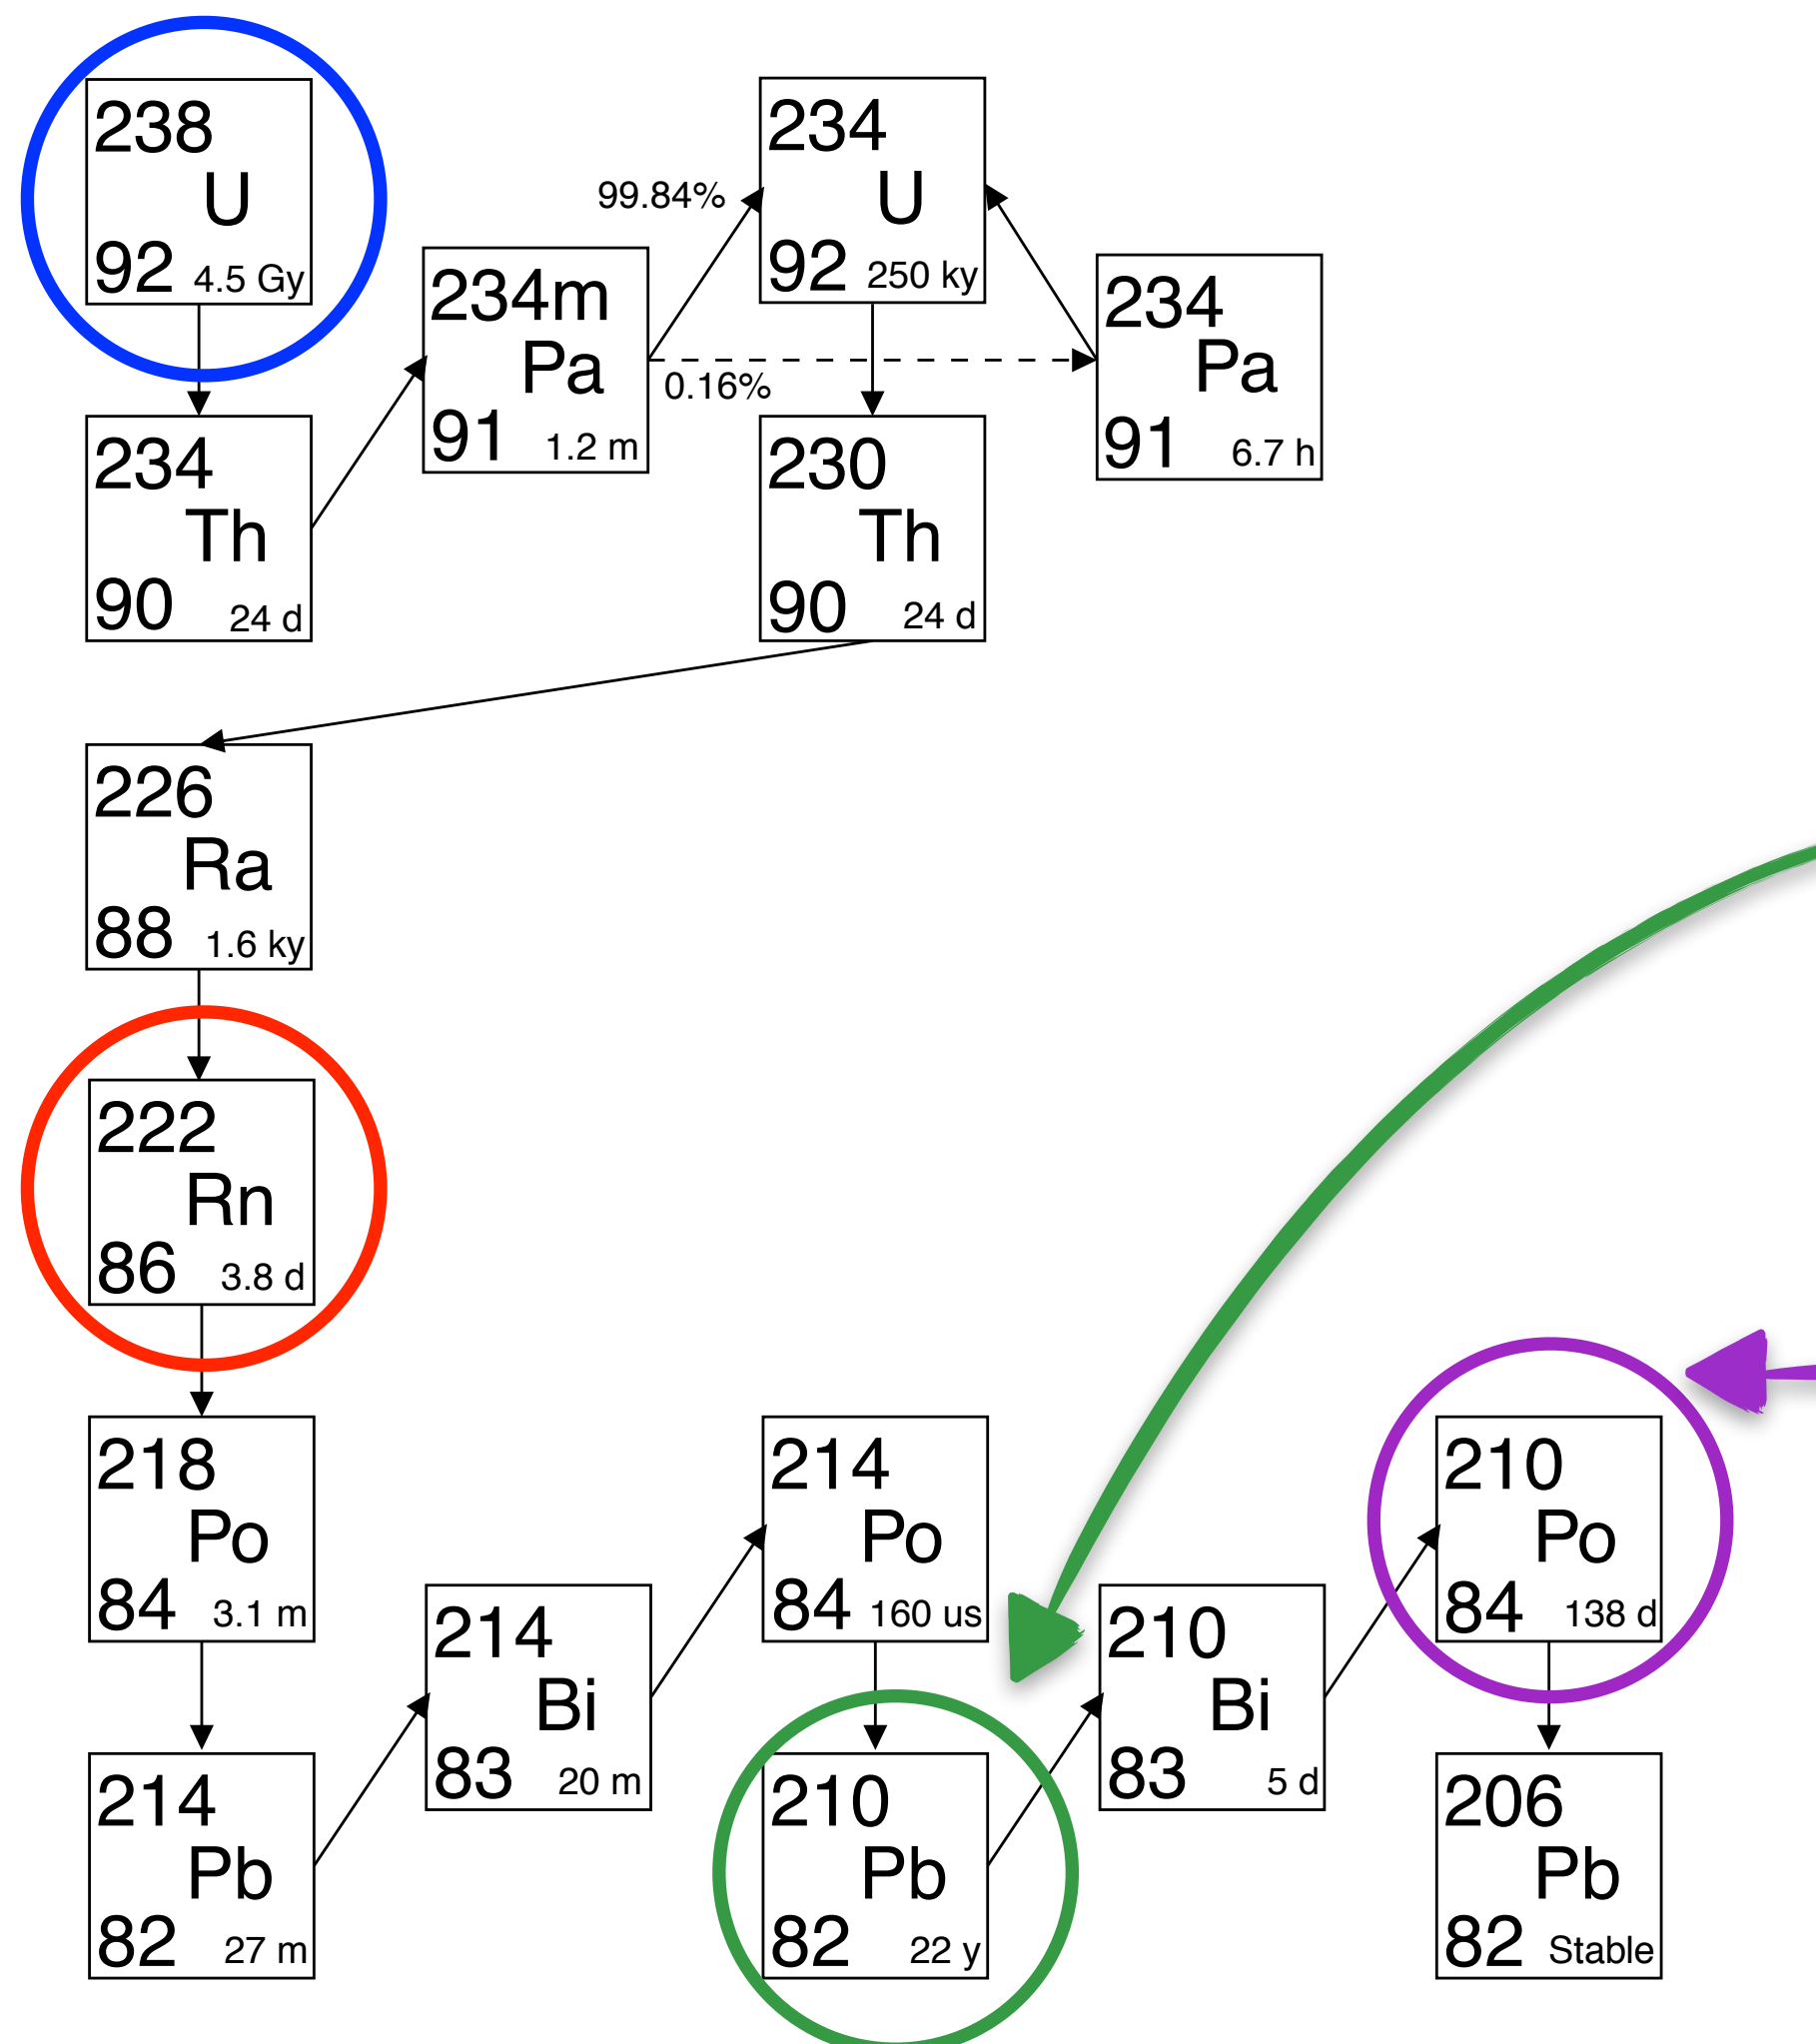 238
U
92 4.5 Gy
234
U
92 250 ky
99.84%
234m
Pa
91 1.2 m
0.16%
234
Pa
91 6.7 h
234
Th
90 24 d
230
Th
90 24 d
226
Ra
88 1.6 ky
222
Rn
86 3.8 d
218
Po
84 3.1 m
214
Po
84 160 us
210
Po
84 138 d
214
Bi
83 20 m
210
Bi
83 5 d
214
Pb
82 27 m
210
Pb
82 22 y
206
Pb
82 Stable